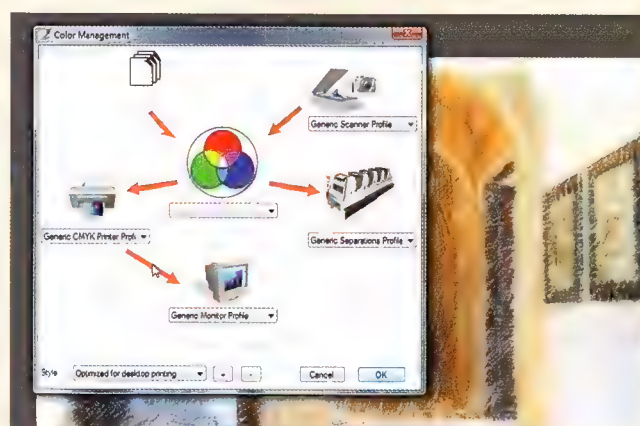 Color Management
Generic Scanner Profile
Generic CMYK Printer Profi
Generic Separations Profile
Generic Monitor Profile
Style
Optimized for desktop printing
+
-
Cancel
OK